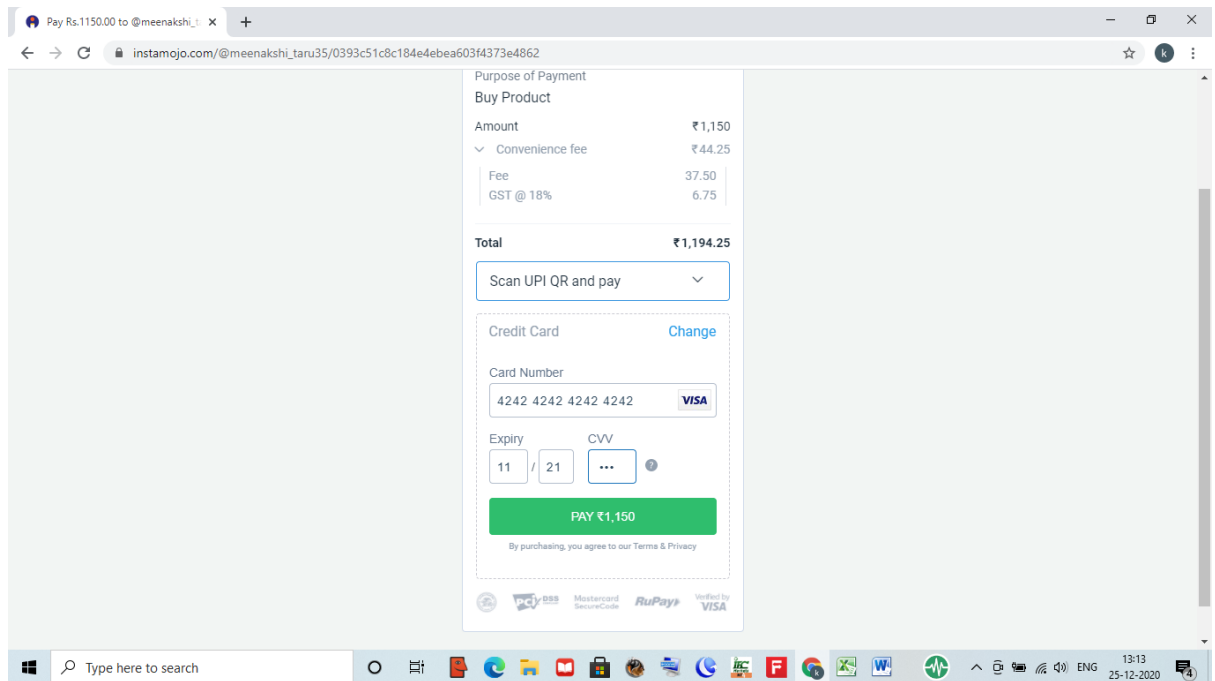 Pay Rs.1150.00 to @meenakshi_t
instamojo.com/@meenakshi_taru35/0393c51c8c184e4ebea603f4373e4862
k
Purpose of Payment
Buy Product
Amount ₹1,150
Convenience fee ₹44.25
Fee 37.50
GST @ 18% 6.75
Total ₹1,194.25
Scan UPI QR and pay
Credit Card Change
Card Number
4242 4242 4242 4242 VISA
Expiry CVV
11 / 21 •••
?
PAY ₹1,150
By purchasing, you agree to our Terms & Privacy
PCI DSS Mastercard SecureCode RuPay Verified by VISA
Type here to search
ENG
13:13
25-12-2020
4